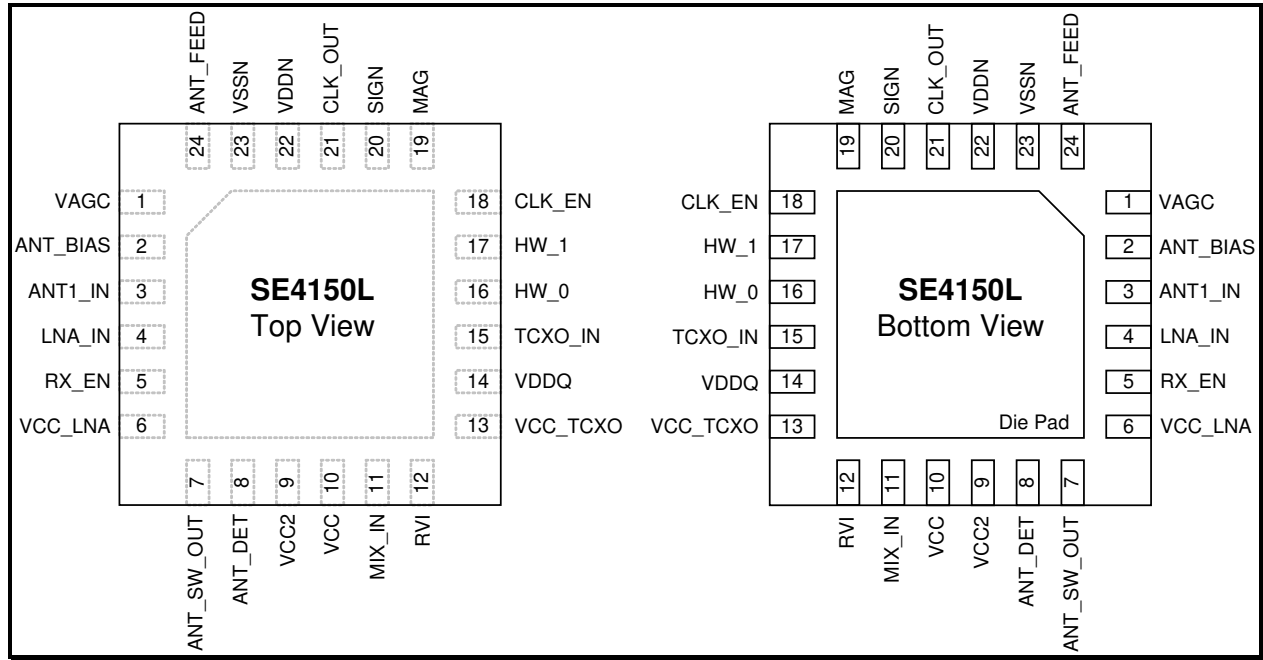 ANT_FEED
VSSN
VDDN
CLK_OUT
SIGN
MAG
24
23
22
21
20
19
VAGC 1
ANT_BIAS 2
ANT1_IN 3
LNA_IN 4
RX_EN 5
VCC_LNA 6
SE4150L
Top View
18 CLK_EN
17 HW_1
16 HW_0
15 TCXO_IN
14 VDDQ
13 VCC_TCXO
7
8
9
10
11
12
ANT_SW_OUT
ANT_DET
VCC2
VCC
MIX_IN
RVI
MAG
SIGN
CLK_OUT
VDDN
VSSN
ANT_FEED
19
20
21
22
23
24
CLK_EN 18
HW_1 17
HW_0 16
TCXO_IN 15
VDDQ 14
VCC_TCXO 13
SE4150L
Bottom View
Die Pad
1 VAGC
2 ANT_BIAS
3 ANT1_IN
4 LNA_IN
5 RX_EN
6 VCC_LNA
12
11
10
9
8
7
RVI
MIX_IN
VCC
VCC2
ANT_DET
ANT_SW_OUT